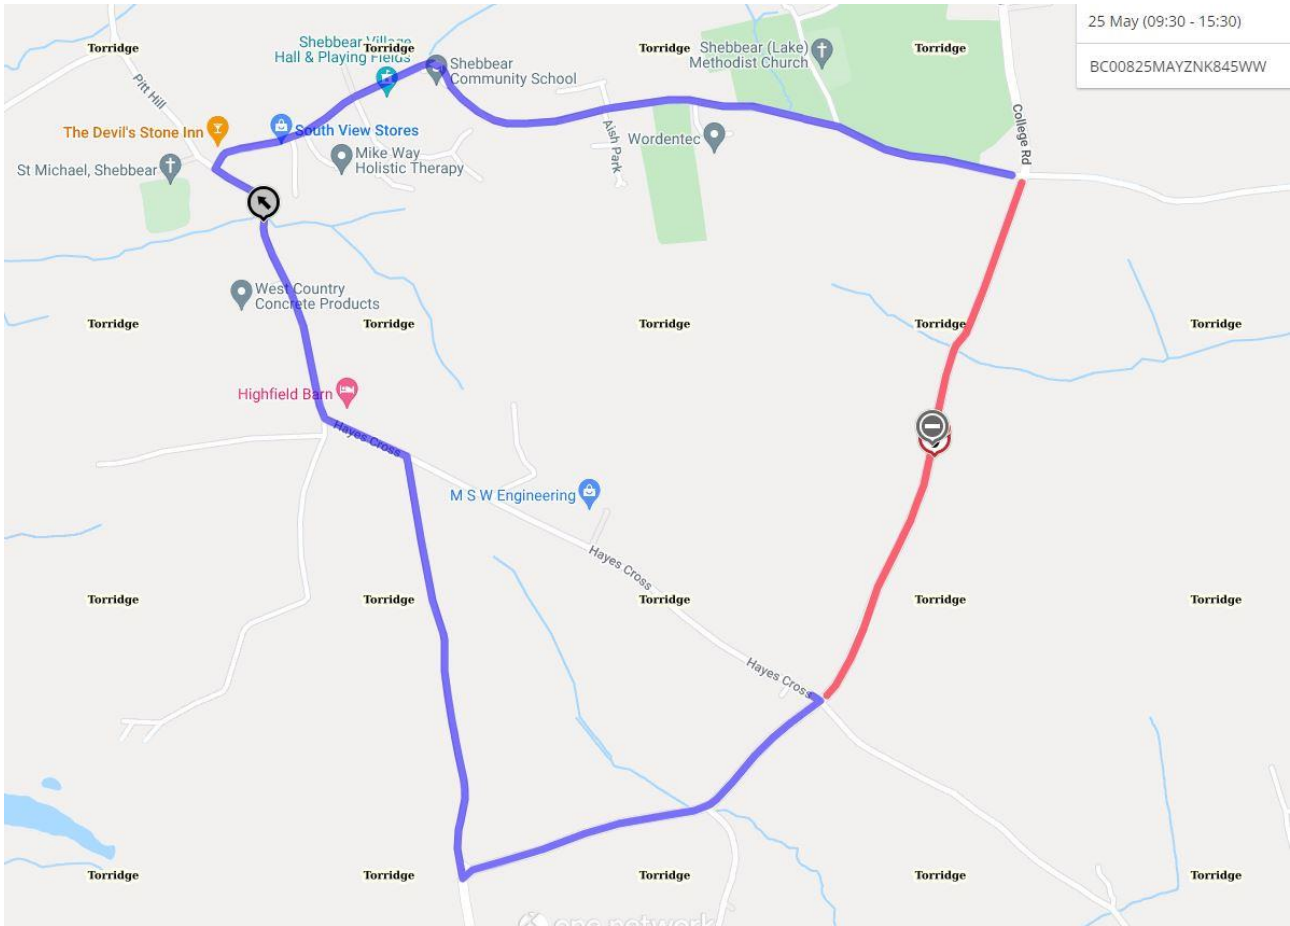 25 May (09:30 - 15:30)
BC00825MAYZNK845WW
Torridge
Shebbear Village
Hall & Playing Fields
Torridge
Torridge
Shebbear (Lake)
Methodist Church
Torridge
Shebbear
Community School
Pitt Hill
College Rd
The Devil's Stone Inn
South View Stores
Aish Park
Wordentec
St Michael, Shebbear
Mike Way
Holistic Therapy
West Country
Concrete Products
Torridge
Torridge
Torridge
Torridge
Torridge
Highfield Barn
Hayes Cross
M S W Engineering
Hayes Cross
Torridge
Torridge
Torridge
Torridge
Torridge
Hayes Cross
Torridge
Torridge
Torridge
Torridge
Torridge
one.network